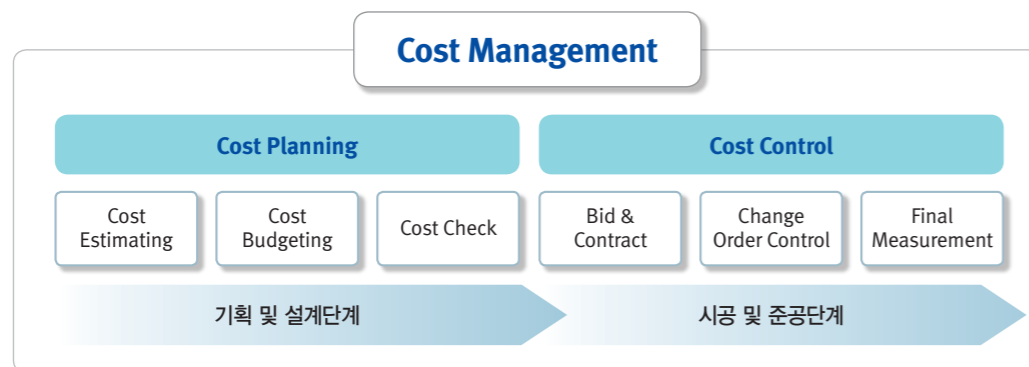 Cost Management
Cost Planning
Cost Control
Cost
Estimating
Cost
Budgeting
Cost Check
Bid &
Contract
Change
Order Control
Final
Measurement
기획 및 설계단계
시공 및 준공단계